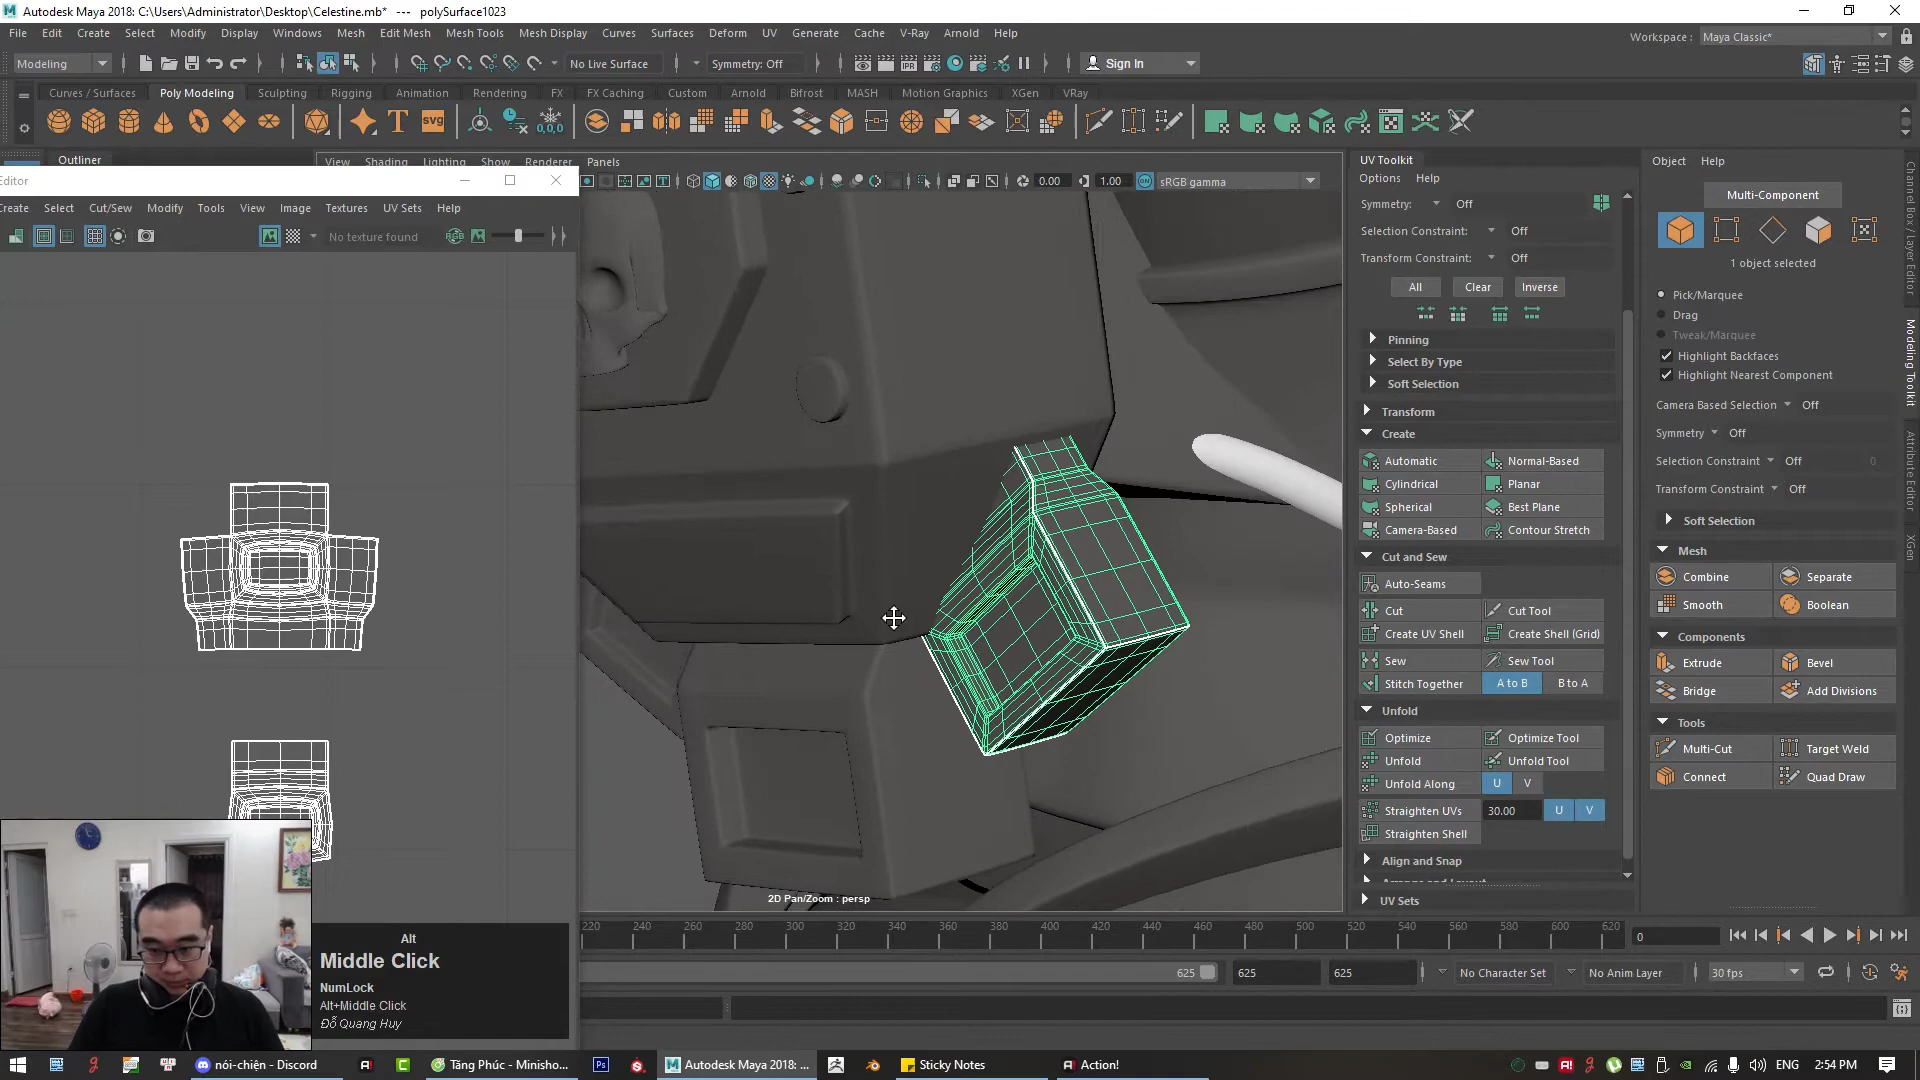 Autodesk Maya 2018: C:\Users\Administrator\Desktop\Celestine.mb* --- polySurface1023
File Edit Create Select Modify Display Windows Mesh Edit Mesh Mesh Tools Mesh Display Curves Surfaces Deform UV Generate Cache V-Ray Arnold Help
Workspace : Maya Classic*
Modeling
No Live Surface
Symmetry: Off
Sign In
Curves / Surfaces Poly Modeling Sculpting Rigging Animation Rendering FX FX Caching Custom Arnold Bifrost MASH Motion Graphics XGen VRay
Outliner
View Shading Lighting Show Renderer Panels
Editor
0.00
1.00
sRGB gamma
Create Select Cut/Sew Modify Tools View Image Textures UV Sets Help
No texture found
UV Toolkit
Options Help
Symmetry: Off
Selection Constraint: Off
Transform Constraint: Off
All Clear Inverse
Pinning
Select By Type
Soft Selection
Transform
Create
Automatic Normal-Based
Cylindrical Planar
Spherical Best Plane
Camera-Based Contour Stretch
Cut and Sew
Auto-Seams
Cut Cut Tool
Create UV Shell Create Shell (Grid)
Sew Sew Tool
Stitch Together A to B B to A
Unfold
Optimize Optimize Tool
Unfold Unfold Tool
Unfold Along U V
Straighten UVs 30.00 U V
Straighten Shell
Align and Snap
UV Sets
Object Help
Multi-Component
1 object selected
Pick/Marquee
Drag
Tweak/Marquee
Highlight Backfaces
Highlight Nearest Component
Camera Based Selection Off
Symmetry Off
Selection Constraint Off 0
Transform Constraint Off
Soft Selection
Mesh
Combine Separate
Smooth Boolean
Components
Extrude Bevel
Bridge Add Divisions
Tools
Multi-Cut Target Weld
Connect Quad Draw
Channel Box / Layer Editor
Modeling Toolkit
Attribute Editor
XGen
2D Pan/Zoom : persp
220 240 260 280 300 320 340 360 380 400 420 440 460 480 500 520 540 560 580 600 620
0
625
625
625
No Character Set
No Anim Layer
30 fps
Alt
Middle Click
NumLock
Alt+Middle Click
Đỗ Quang Huy
nói-chiện - Discord
Tăng Phúc - Minisho...
Autodesk Maya 2018: ...
Sticky Notes
Action!
ENG
2:54 PM